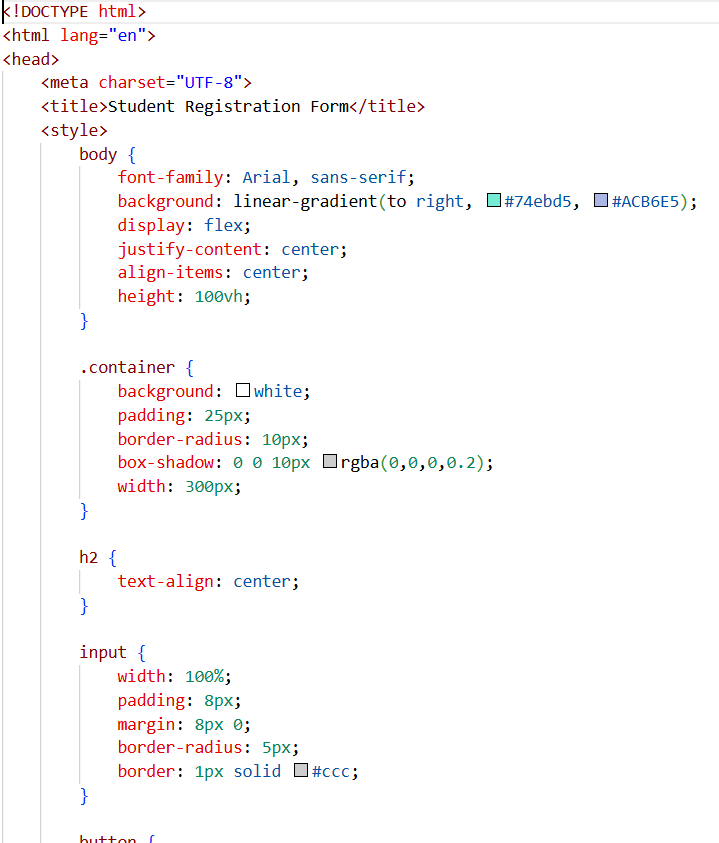 <!DOCTYPE html>
<html lang="en">
<head>
    <meta charset="UTF-8">
    <title>Student Registration Form</title>
    <style>
        body {
            font-family: Arial, sans-serif;
            background: linear-gradient(to right, #74ebd5, #ACB6E5);
            display: flex;
            justify-content: center;
            align-items: center;
            height: 100vh;
        }

        .container {
            background: white;
            padding: 25px;
            border-radius: 10px;
            box-shadow: 0 0 10px rgba(0,0,0,0.2);
            width: 300px;
        }

        h2 {
            text-align: center;
        }

        input {
            width: 100%;
            padding: 8px;
            margin: 8px 0;
            border-radius: 5px;
            border: 1px solid #ccc;
        }

        button {